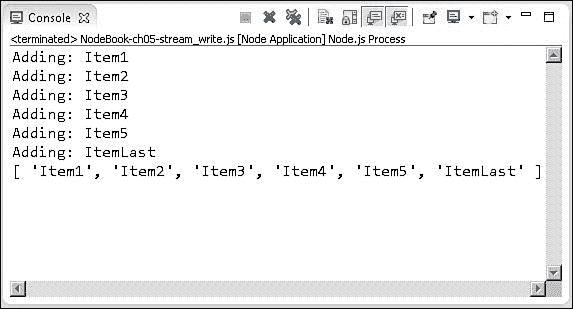 Console
<terminated> NodeBook-ch05-stream_write.js [Node Application] Node.js Process
Adding: Item1
Adding: Item2
Adding: Item3
Adding: Item4
Adding: Item5
Adding: ItemLast
[ 'Item1', 'Item2', 'Item3', 'Item4', 'Item5', 'ItemLast' ]